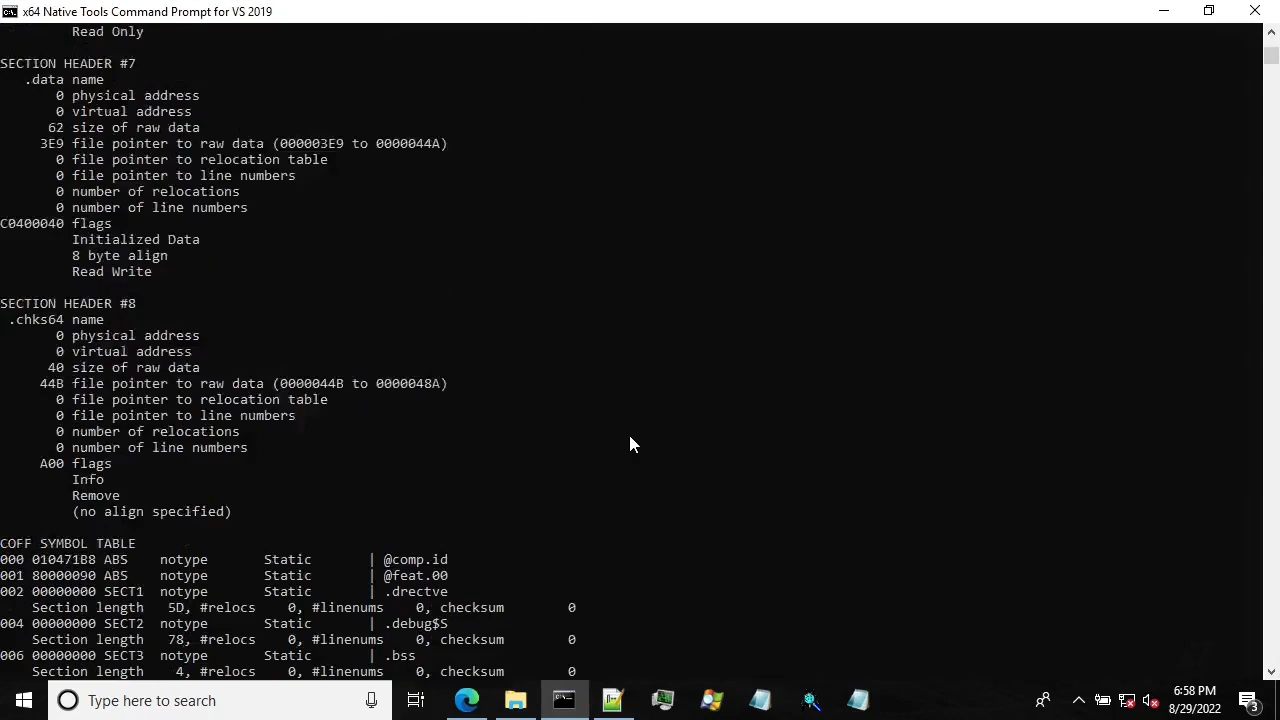 x64 Native Tools Command Prompt for VS 2019
Read Only
SECTION HEADER #7
.data name
0 physical address
0 virtual address
62 size of raw data
3E9 file pointer to raw data (000003E9 to 0000044A)
0 file pointer to relocation table
0 file pointer to line numbers
0 number of relocations
0 number of line numbers
C0400040 flags
Initialized Data
8 byte align
Read Write
SECTION HEADER #8
.chks64 name
0 physical address
0 virtual address
40 size of raw data
44B file pointer to raw data (0000044B to 0000048A)
0 file pointer to relocation table
0 file pointer to line numbers
0 number of relocations
0 number of line numbers
A00 flags
Info
Remove
(no align specified)
COFF SYMBOL TABLE
000 010471B8 ABS notype Static | @comp.id
001 80000090 ABS notype Static | @feat.00
002 00000000 SECT1 notype Static | .drectve
Section length 5D, #relocs 0, #linenums 0, checksum 0
004 00000000 SECT2 notype Static | .debug$S
Section length 78, #relocs 0, #linenums 0, checksum 0
006 00000000 SECT3 notype Static | .bss
Section length 4, #relocs 0, #linenums 0, checksum 0
Type here to search
6:58 PM
8/29/2022
3